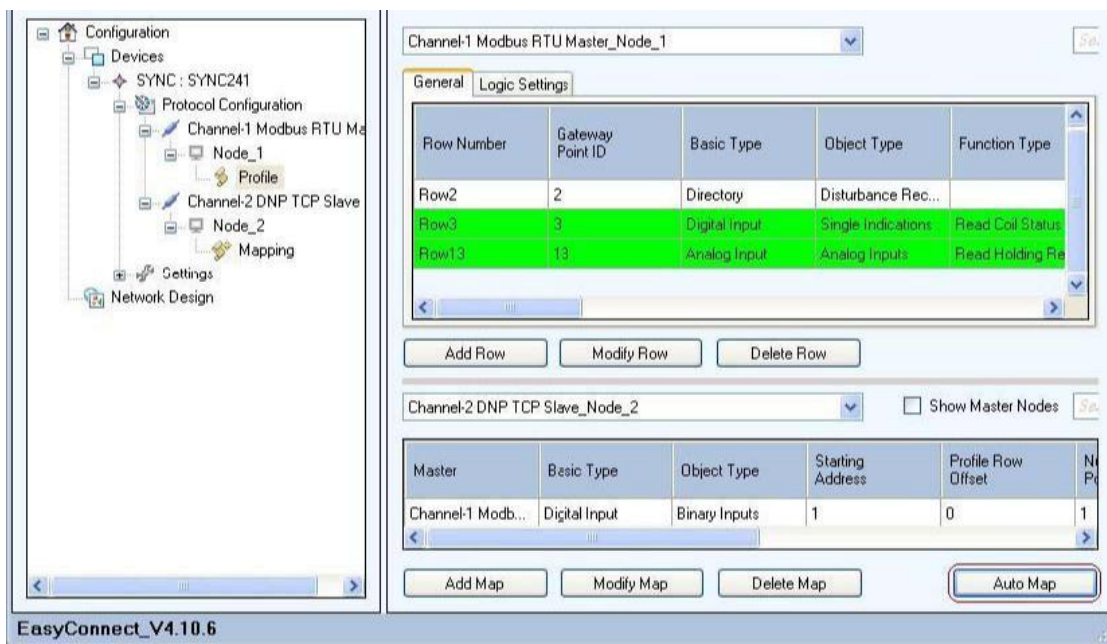 Configuration
Devices
SYNC : SYNC241
Protocol Configuration
Channel-1 Modbus RTU Ma
Node_1
Profile
Channel-2 DNP TCP Slave
Node_2
Mapping
Settings
Network Design
Channel-1 Modbus RTU Master_Node_1
General Logic Settings
Row Number Gateway Point ID Basic Type Object Type Function Type
Row2 2 Directory Disturbance Rec...
Row3 3 Digital Input Single Indications Read Coil Status
Row13 13 Analog Input Analog Inputs Read Holding Re
Add Row Modify Row Delete Row
Channel-2 DNP TCP Slave_Node_2 Show Master Nodes
Master Basic Type Object Type Starting Address Profile Row Offset
Channel-1 Modb... Digital Input Binary Inputs 1 0 1
Add Map Modify Map Delete Map Auto Map
EasyConnect_V4.10.6